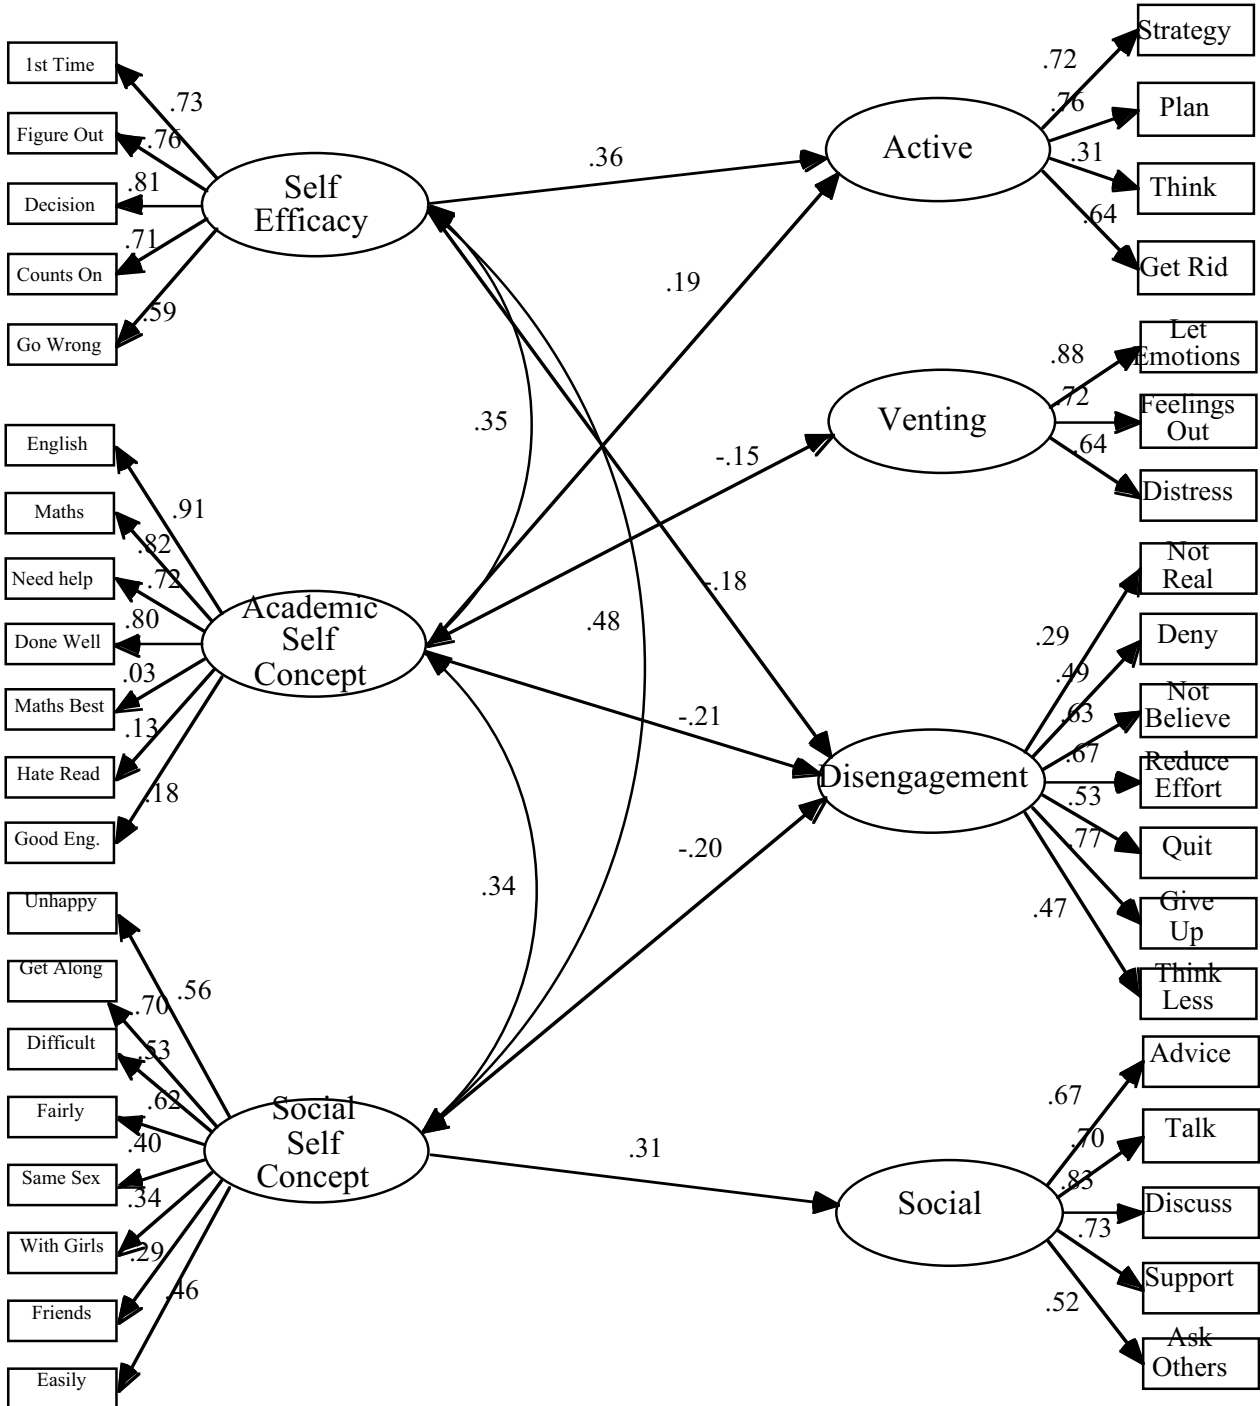 1st Time
Figure Out
Decision
Counts On
Go Wrong
.73
.76
.81
.71
.59
Self
Efficacy
English
Maths
Need help
Done Well
Maths Best
Hate Read
Good Eng.
.91
.82
.72
.80
.03
.13
.18
Academic
Self
Concept
Unhappy
Get Along
Difficult
Fairly
Same Sex
With Girls
Friends
Easily
.56
.70
.53
.62
.40
.34
.29
.46
Social
Self
Concept
.36
.19
.35
-.15
-.18
.48
-.21
-.20
.34
.31
Active
.72
.76
.31
.64
Strategy
Plan
Think
Get Rid
Venting
.88
.72
.64
Let
Emotions
Feelings
Out
Distress
Disengagement
.29
.49
.63
.67
.53
.77
.47
Not
Real
Deny
Not
Believe
Reduce
Effort
Quit
Give
Up
Think
Less
Social
.67
.70
.83
.73
.52
Advice
Talk
Discuss
Support
Ask
Others